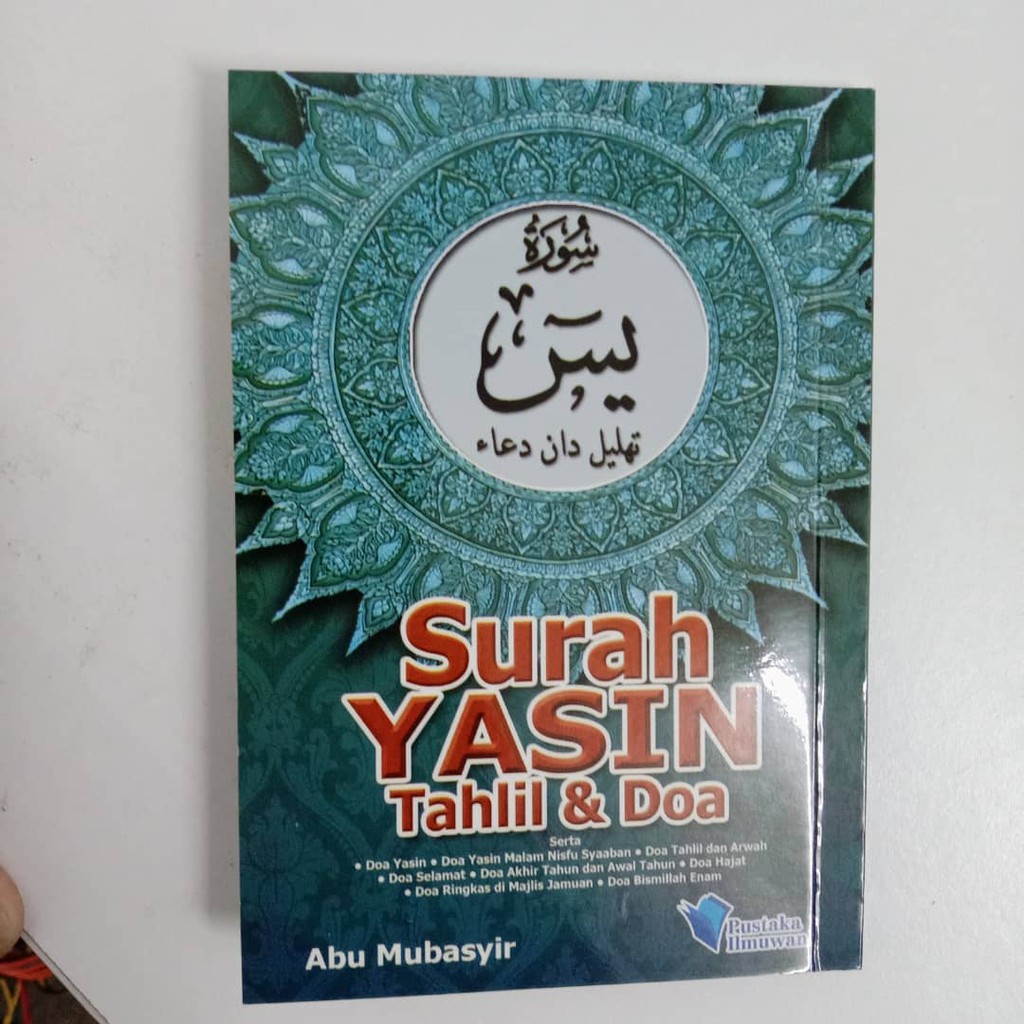 سُورَةُ
يسٓ
تهليل دان دعاء
Surah
YASIN
Tahlil & Doa
Serta
• Doa Yasin • Doa Yasin Malam Nisfu Syaaban • Doa Tahlil dan Arwah
• Doa Selamat • Doa Akhir Tahun dan Awal Tahun • Doa Hajat
• Doa Ringkas di Majlis Jamuan • Doa Bismillah Enam
Pustaka
Ilmuwan
Abu Mubasyir